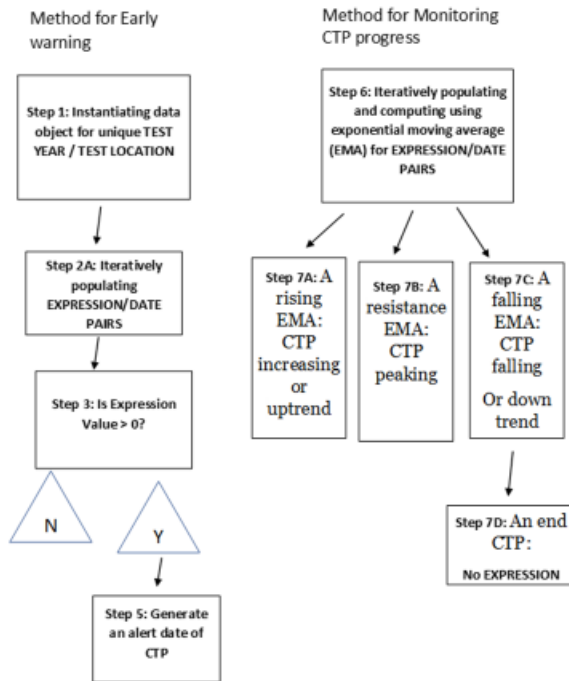 Method for Early
warning
Step 1: Instantiating data
object for unique TEST
YEAR / TEST LOCATION
Step 2A: Iteratively
populating
EXPRESSION/DATE
PAIRS
Step 3: Is Expression
Value > 0?
N
Y
Step 5: Generate
an alert date of
CTP
Method for Monitoring
CTP progress
Step 6: Iteratively populating
and computing using
exponential moving average
(EMA) for EXPRESSION/DATE
PAIRS
Step 7A: A
rising
EMA:
CTP
increasing
or
uptrend
Step 7B: A
resistance
EMA:
CTP
peaking
Step 7C: A
falling
EMA:
CTP
falling
Or down
trend
Step 7D: An end
CTP:
No EXPRESSION